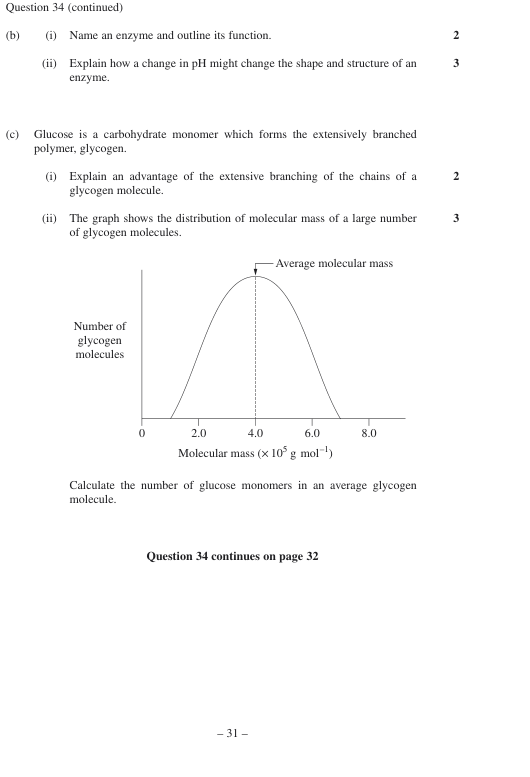 Question 34 (continued)
(b) (i) Name an enzyme and outline its function. 2
(ii) Explain how a change in pH might change the shape and structure of an 3
enzyme.
(c) Glucose is a carbohydrate monomer which forms the extensively branched
polymer, glycogen.
(i) Explain an advantage of the extensive branching of the chains of a 2
glycogen molecule.
(ii) The graph shows the distribution of molecular mass of a large number 3
of glycogen molecules.
Average molecular mass
Number of
glycogen
molecules
0 2.0 4.0 6.0 8.0
Molecular mass (× 10⁵ g mol⁻¹)
Calculate the number of glucose monomers in an average glycogen
molecule.
Question 34 continues on page 32
– 31 –